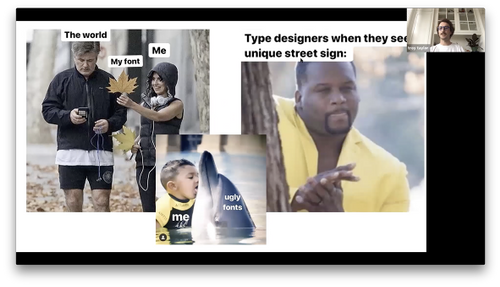 The world
My font
Me
Type designers when they see
unique street sign:
me
ugly
fonts